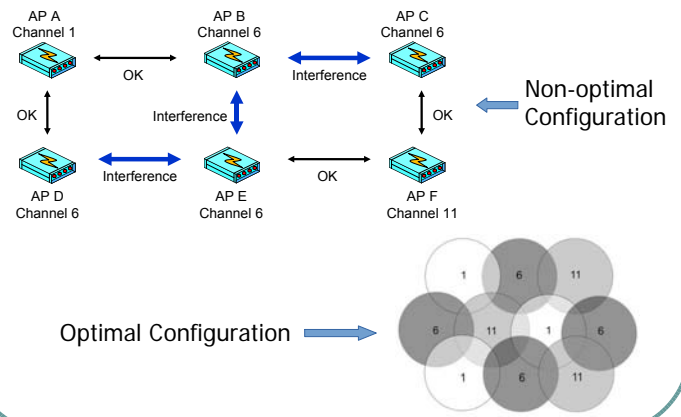 AP A
Channel 1
AP B
Channel 6
AP C
Channel 6
OK
Interference
OK
Interference
OK
Non-optimal
Configuration
Interference
OK
AP D
Channel 6
AP E
Channel 6
AP F
Channel 11
1
6
11
Optimal Configuration
6
11
1
6
1
6
11